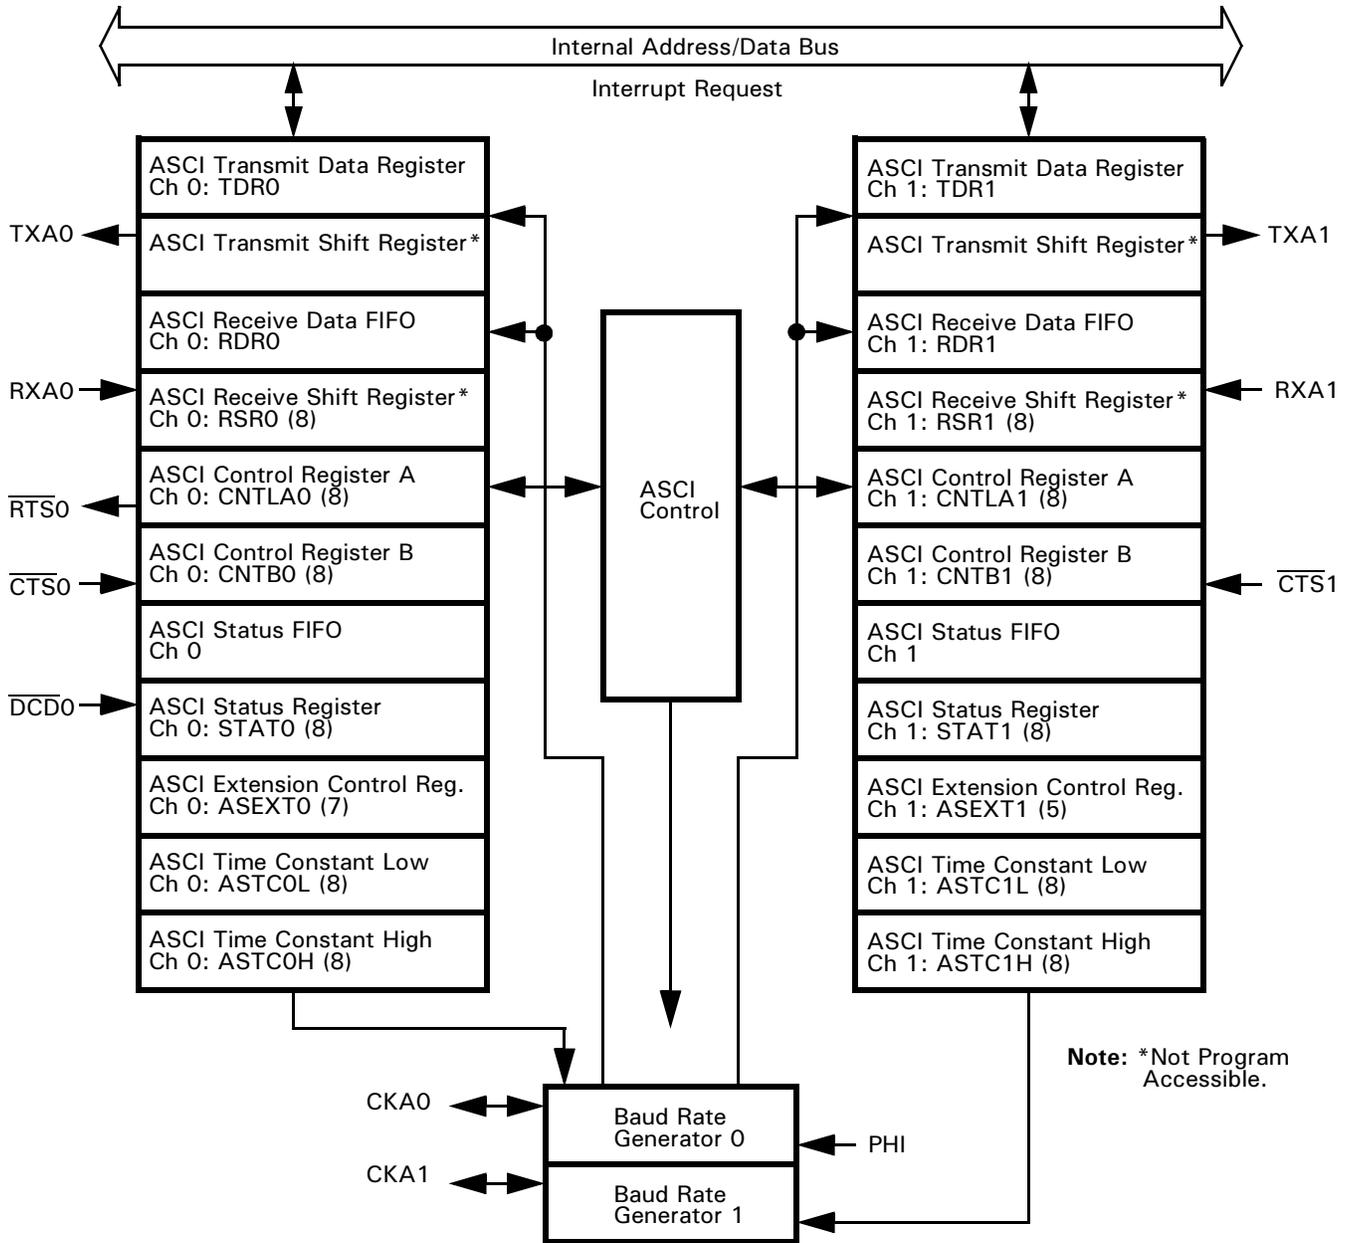 Internal Address/Data Bus
Interrupt Request
ASCI Transmit Data Register
Ch 0: TDR0
TXA0
ASCI Transmit Shift Register*
ASCI Receive Data FIFO
Ch 0: RDR0
RXA0
ASCI Receive Shift Register*
Ch 0: RSR0 (8)
ASCI Control Register A
Ch 0: CNTLA0 (8)
RTS0
ASCI Control Register B
Ch 0: CNTB0 (8)
CTS0
ASCI Status FIFO
Ch 0
DCD0
ASCI Status Register
Ch 0: STAT0 (8)
ASCI Extension Control Reg.
Ch 0: ASEXT0 (7)
ASCI Time Constant Low
Ch 0: ASTC0L (8)
ASCI Time Constant High
Ch 0: ASTC0H (8)
ASCI
Control
ASCI Transmit Data Register
Ch 1: TDR1
ASCI Transmit Shift Register*
TXA1
ASCI Receive Data FIFO
Ch 1: RDR1
ASCI Receive Shift Register*
Ch 1: RSR1 (8)
RXA1
ASCI Control Register A
Ch 1: CNTLA1 (8)
ASCI Control Register B
Ch 1: CNTB1 (8)
CTS1
ASCI Status FIFO
Ch 1
ASCI Status Register
Ch 1: STAT1 (8)
ASCI Extension Control Reg.
Ch 1: ASEXT1 (5)
ASCI Time Constant Low
Ch 1: ASTC1L (8)
ASCI Time Constant High
Ch 1: ASTC1H (8)
Note: *Not Program
Accessible.
CKA0
Baud Rate
Generator 0
PHI
CKA1
Baud Rate
Generator 1